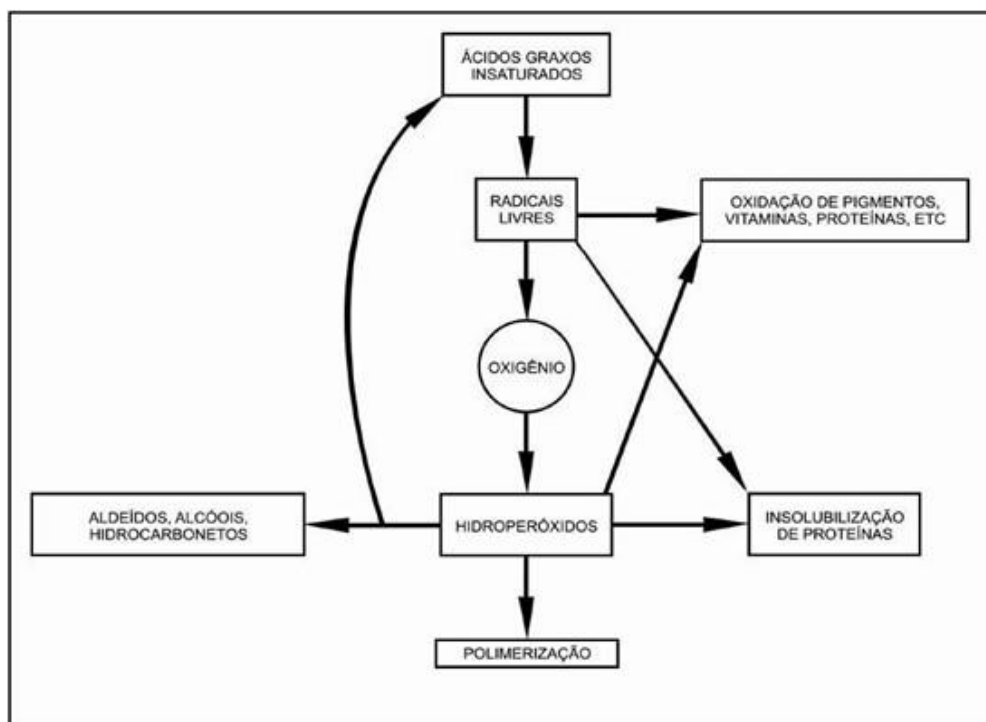 ÁCIDOS GRAXOS
INSATURADOS
RADICAIS
LIVRES
OXIDAÇÃO DE PIGMENTOS,
VITAMINAS, PROTEÍNAS, ETC
OXIGÊNIO
ALDEÍDOS, ALCÓOIS,
HIDROCARBONETOS
HIDROPERÓXIDOS
INSOLUBILIZAÇÃO
DE PROTEÍNAS
POLIMERIZAÇÃO